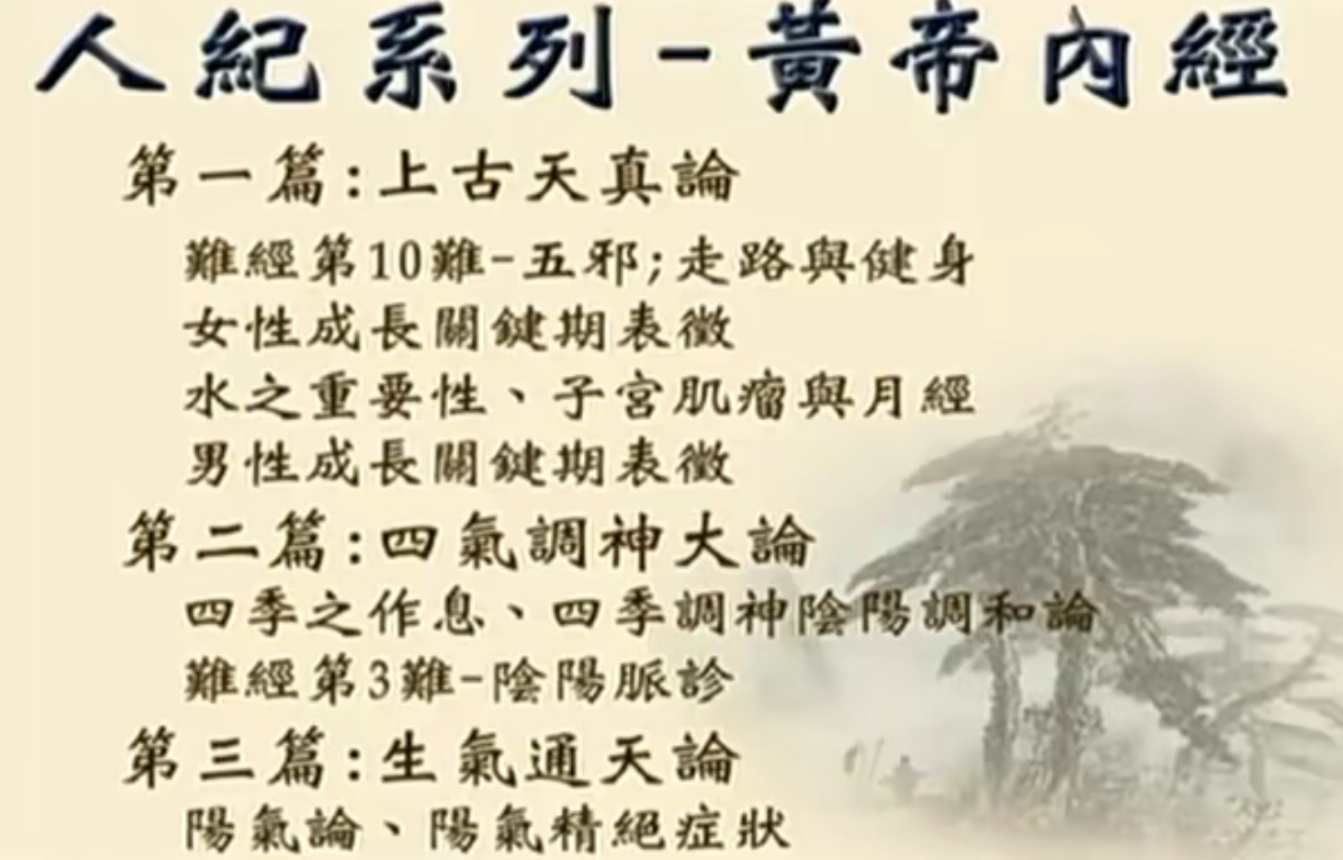 人紀系列-黃帝內經
第一篇:上古天真論
難經第10難-五邪;走路與健身
女性成長關鍵期表徵
水之重要性、子宮肌瘤與月經
男性成長關鍵期表徵
第二篇:四氣調神大論
四季之作息、四季調神陰陽調和論
難經第3難-陰陽脈診
第三篇:生氣通天論
陽氣論、陽氣精絕症狀